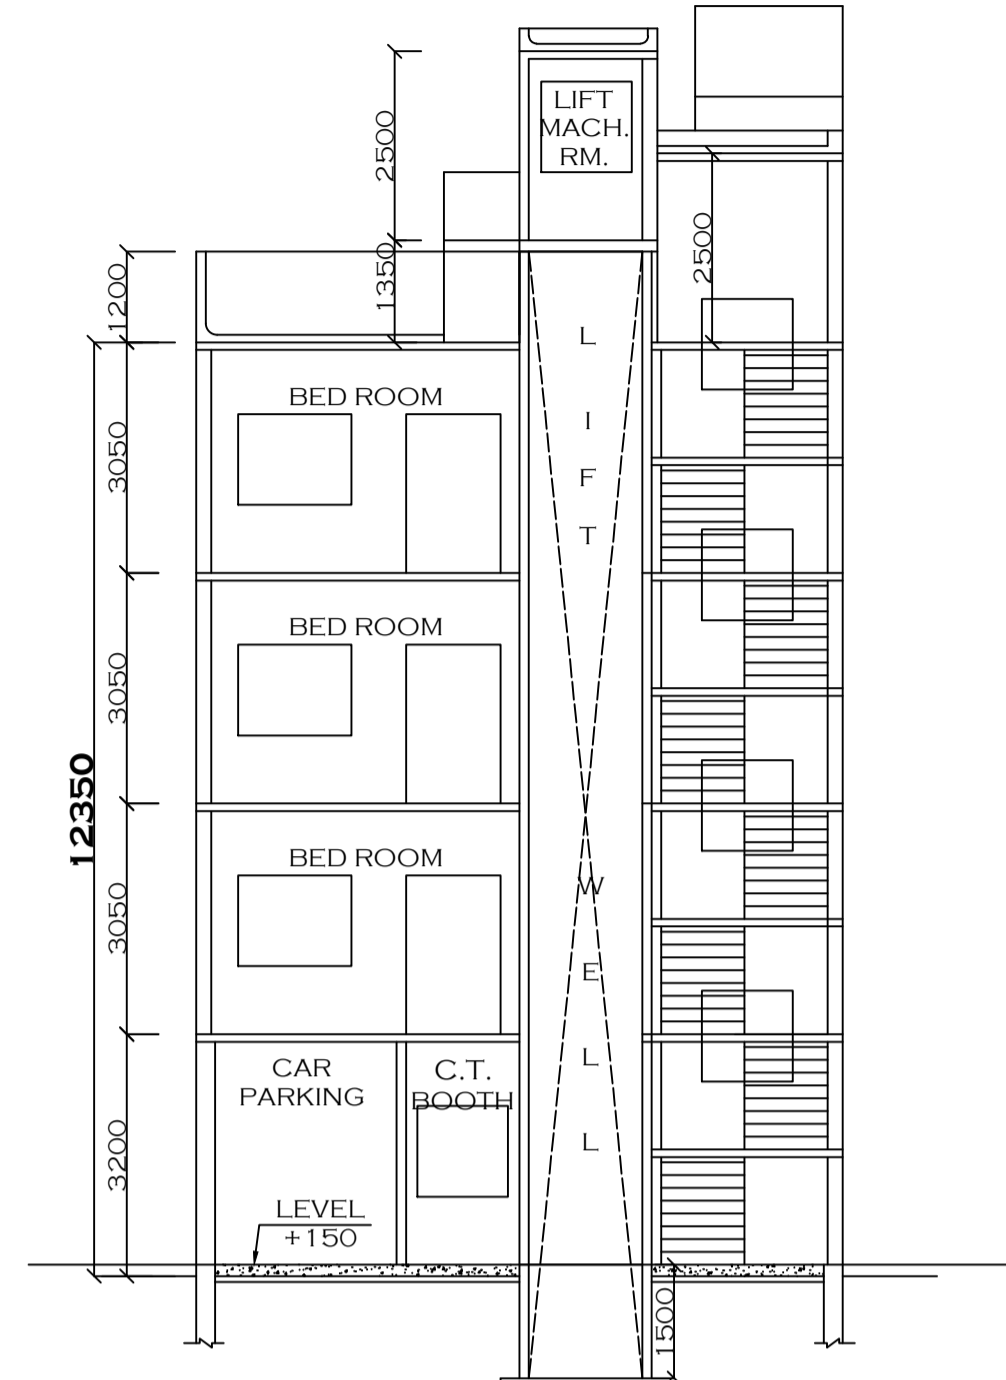 LIFT
MACH.
RM.
2500
1350
2500
1200
L
I
F
T
BED ROOM
3050
BED ROOM
3050
12350
BED ROOM
3050
W
E
L
L
CAR
PARKING
C.T.
BOOTH
3200
LEVEL
+150
1500